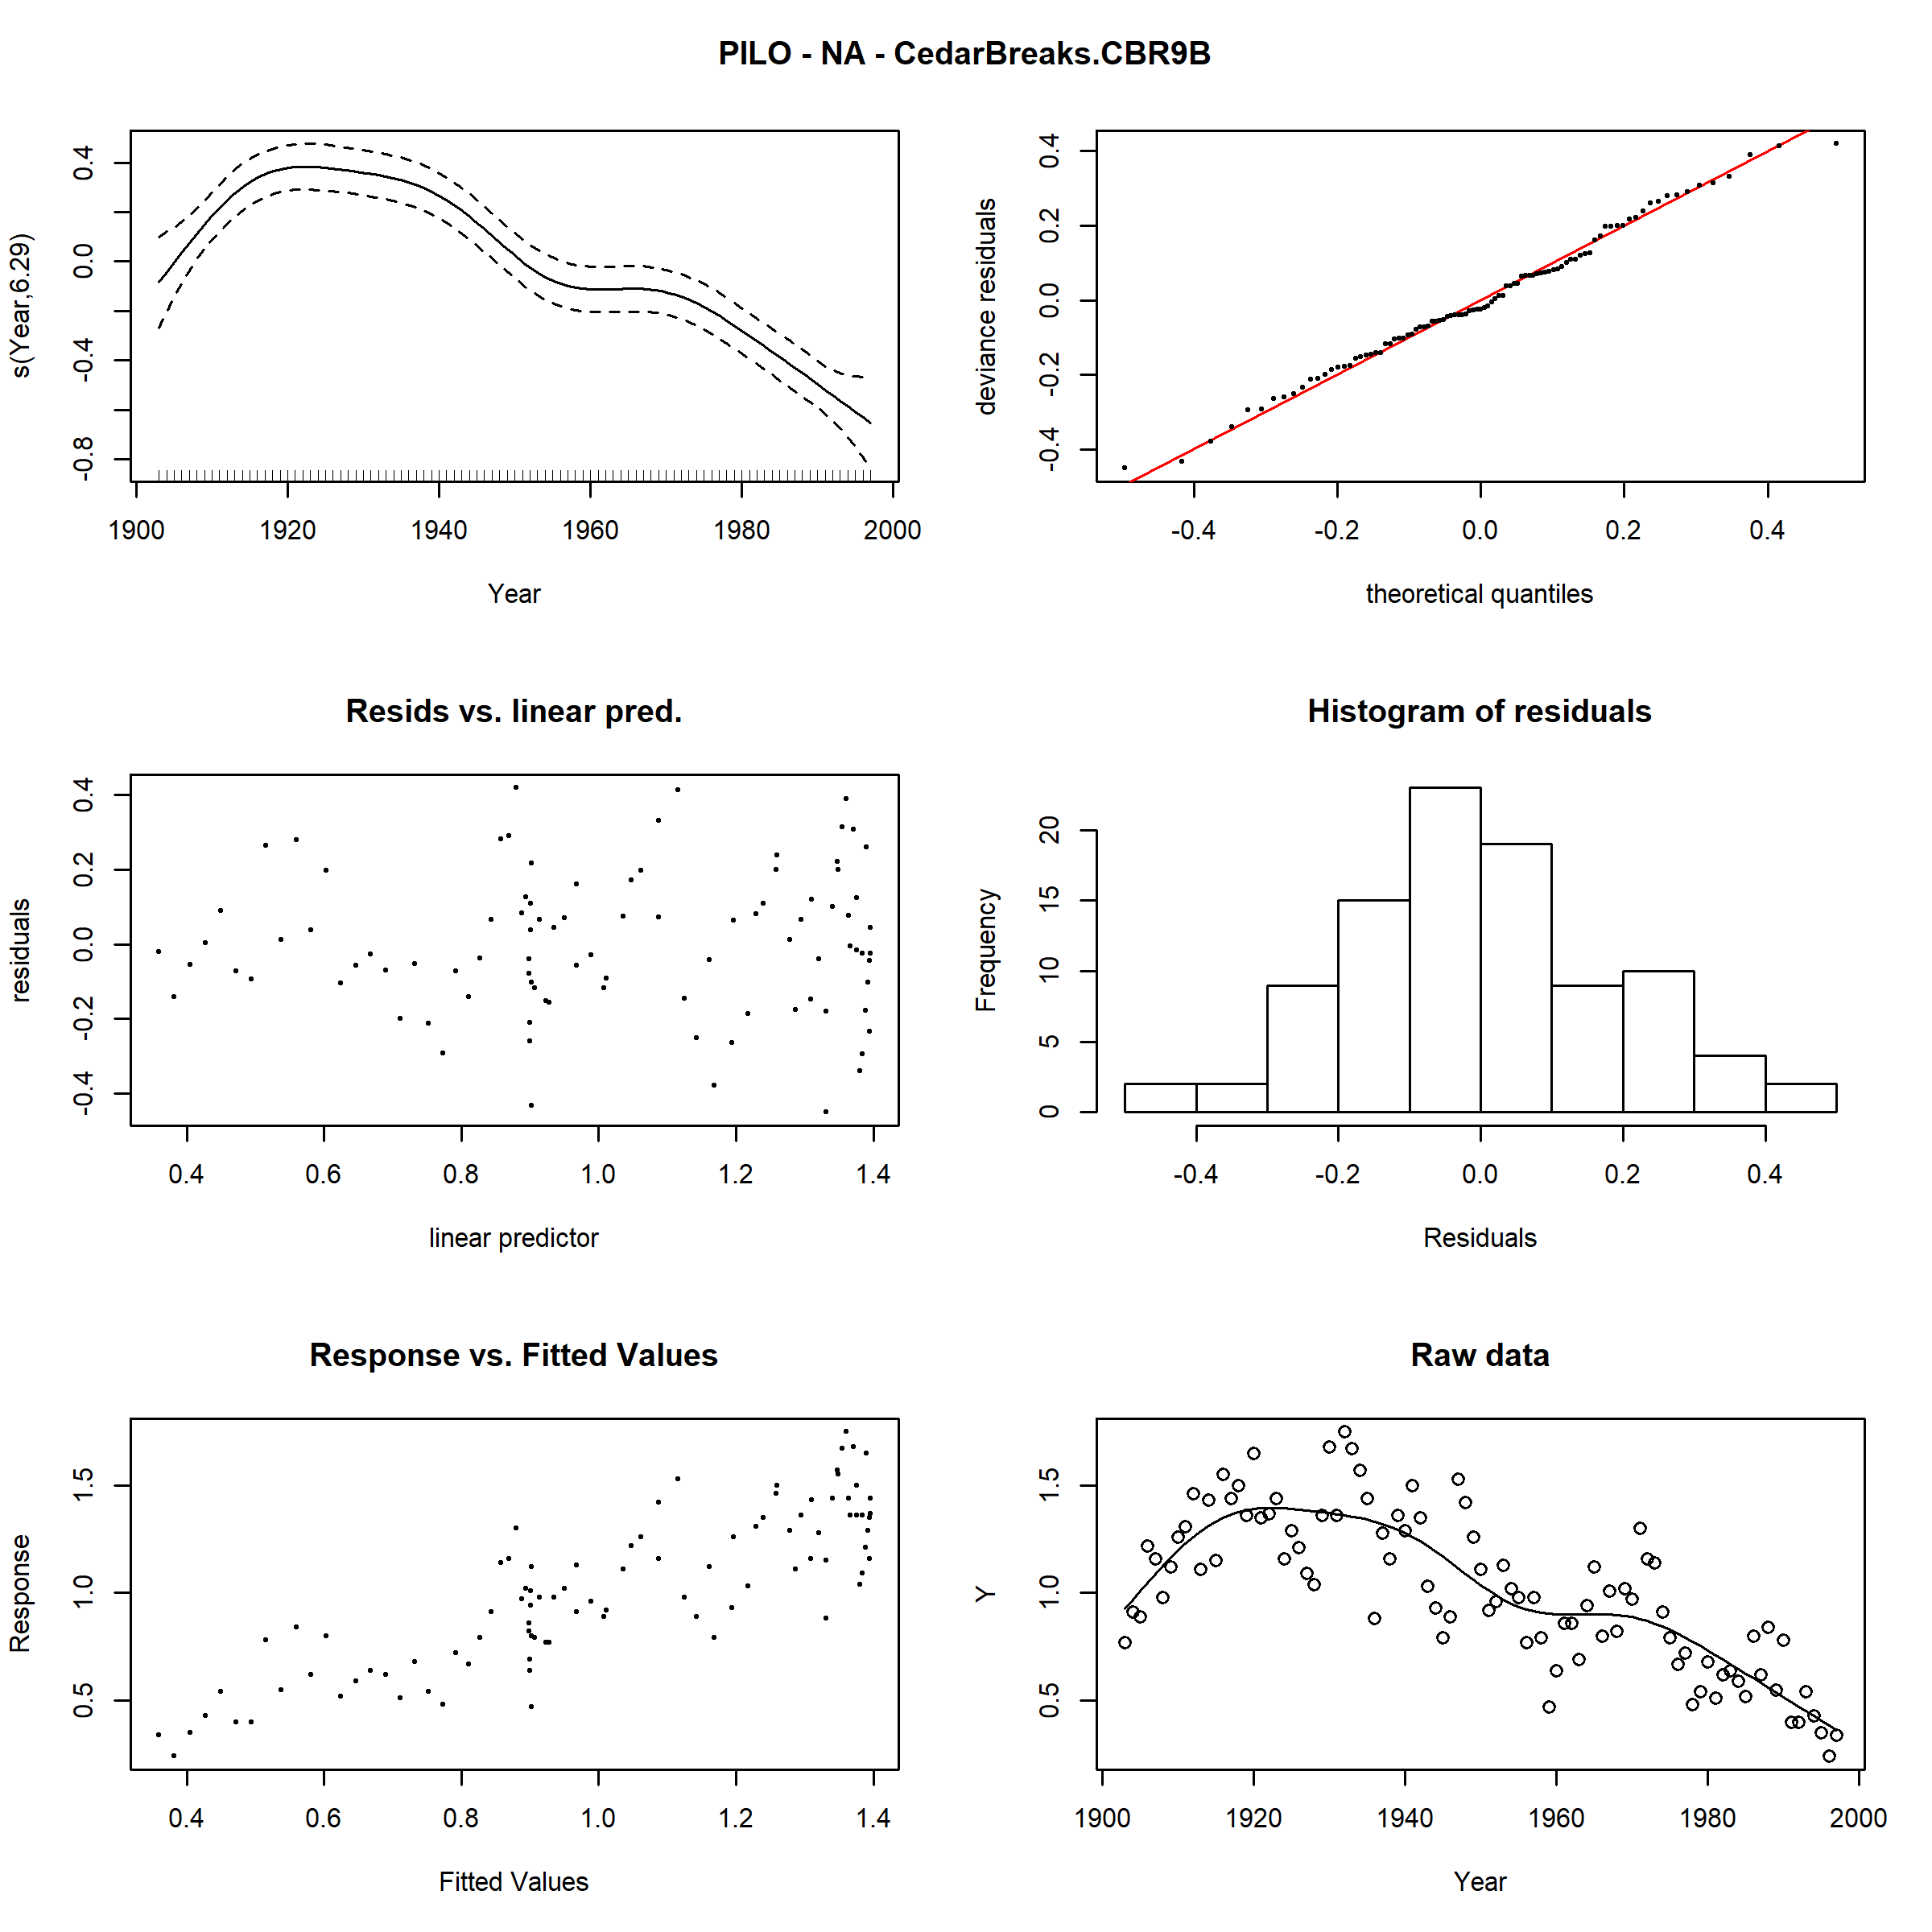 PILO - NA - CedarBreaks.CBR9B
s(Year,6.29)
-0.8 -0.4 0.0 0.4
1900 1920 1940 1960 1980 2000
Year
deviance residuals
-0.4 -0.2 0.0 0.2 0.4
-0.4 -0.2 0.0 0.2 0.4
theoretical quantiles
Resids vs. linear pred.
residuals
-0.4 -0.2 0.0 0.2 0.4
0.4 0.6 0.8 1.0 1.2 1.4
linear predictor
Histogram of residuals
Frequency
0 5 10 15 20
-0.4 -0.2 0.0 0.2 0.4
Residuals
Response vs. Fitted Values
Response
0.5 1.0 1.5
0.4 0.6 0.8 1.0 1.2 1.4
Fitted Values
Raw data
Y
0.5 1.0 1.5
1900 1920 1940 1960 1980 2000
Year